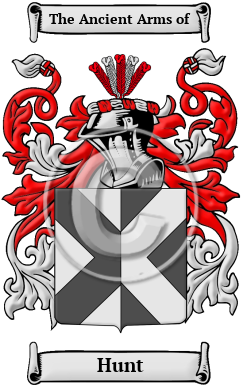 The Ancient Arms of
C
Hunt